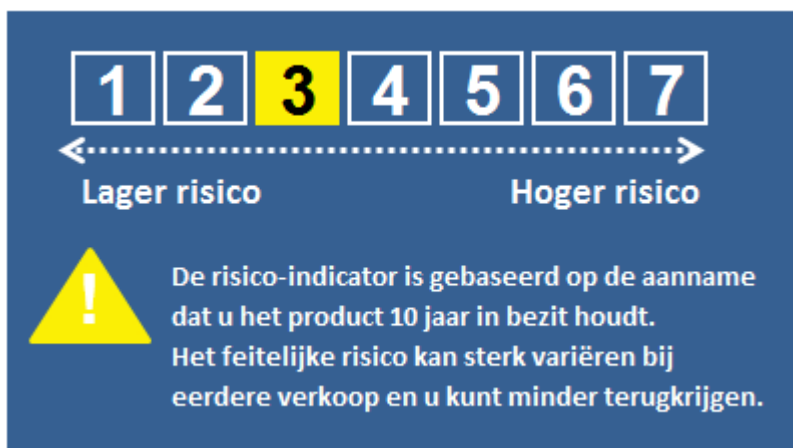 1 2 3 4 5 6 7
Lager risico Hoger risico
! De risico-indicator is gebaseerd op de aanname
dat u het product 10 jaar in bezit houdt.
Het feitelijke risico kan sterk variëren bij
eerdere verkoop en u kunt minder terugkrijgen.